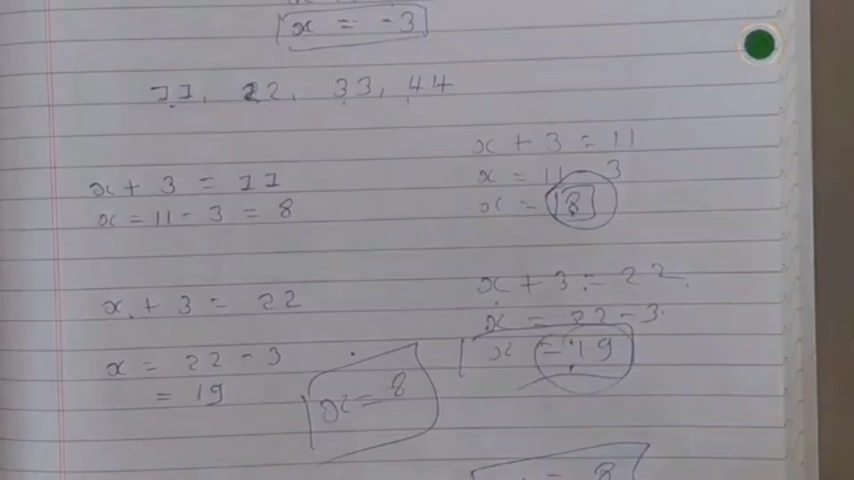 x = -3
11, 22, 33, 44
x + 3 = 11
x = 11 - 3 = 8
x + 3 = 11
x = 11 - 3
x = 8
x + 3 = 22
x = 22 - 3
= 19
x + 3 = 22
x = 22 - 3
x = 19
x = 8
= 8